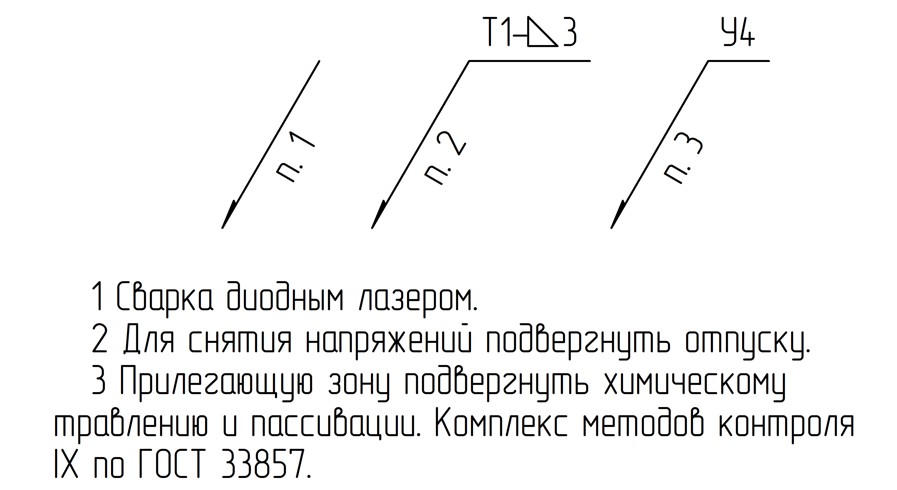 Т1-◺3
У4
п. 1
п. 2
п. 3
1 Сварка диодным лазером.
2 Для снятия напряжений подвергнуть отпуску.
3 Прилегающую зону подвергнуть химическому
травлению и пассивации. Комплекс методов контроля
IX по ГОСТ 33857.